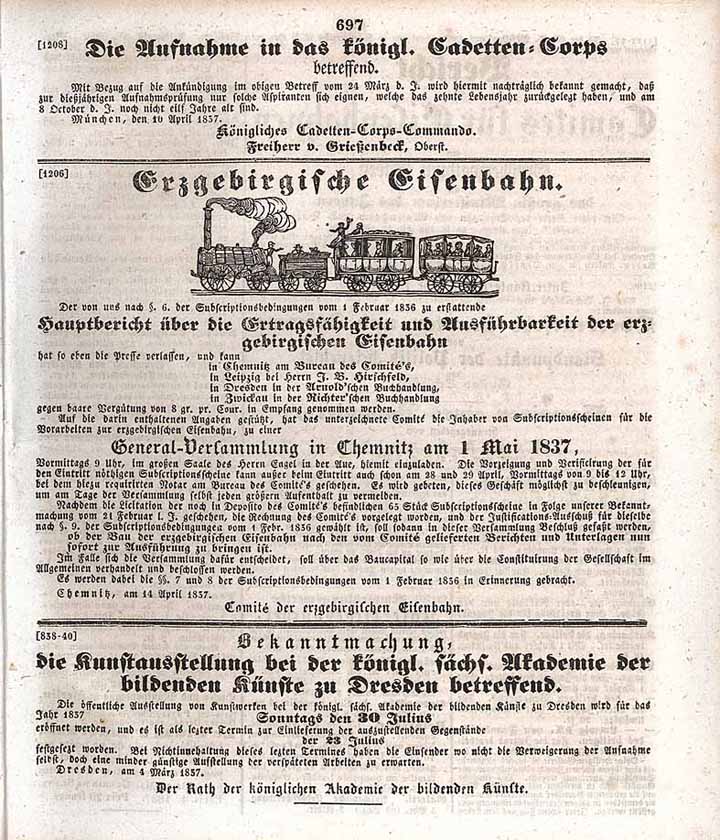 697
[1208] Die Aufnahme in das königl. Cadetten-Corps
betreffend.
Mit Bezug auf die Ankündigung im obigen Betreff vom 24 März d. J. wird hiermit nachträglich bekannt gemacht, daß
zur dießjährigen Aufnahmsprüfung nur solche Aspiranten sich eignen, welche das zehnte Lebensjahr zurückgelegt haben, und am
8 October d. J. noch nicht eilf Jahre alt sind.
München, den 10 April 1837.
Königliches Cadetten-Corps-Commando.
Freiherr v. Grießenbeck, Oberst.
[1206] Erzgebirgische Eisenbahn.
Der von uns nach §. 6. der Subscriptionsbedingungen vom 1 Februar 1836 zu erstattende
Hauptbericht über die Ertragsfähigkeit und Ausführbarkeit der erz-
gebirgischen Eisenbahn
hat so eben die Presse verlassen, und kann
in Chemnitz am Bureau des Comité's,
in Leipzig bei Herrn J. B. Hirschfeld,
in Dresden in der Arnold'schen Buchhandlung,
in Zwickau in der Richter'schen Buchhandlung
gegen baare Vergütung von 8 gr. pr. Cour. in Empfang genommen werden.
Auf die darin enthaltenen Angaben gestützt, hat das unterzeichnete Comité die Inhaber von Subscriptionsscheinen für die
Vorarbeiten zur erzgebirgischen Eisenbahn, zu einer
General-Versammlung in Chemnitz am 1 Mai 1837,
Vormittags 9 Uhr, im großen Saale des Herrn Engel in der Aue, hiemit einzuladen. Die Vorzeigung und Verificirung der für
den Eintritt nöthigen Subscriptionsscheine kann außer beim Eintritt auch schon am 28 und 29 April, Vormittags von 9 bis 12 Uhr,
bei dem hiezu requirirten Notar am Bureau des Comité's geschehen. Es wird gebeten, dieses Geschäft möglichst zu beschleunigen,
um am Tage der Versammlung selbst jeden größern Aufenthalt zu vermeiden.
Nachdem die Licitation der noch in Deposito des Comité's befindlichen 65 Stück Subscriptionsscheine in Folge unserer Bekannt-
machung vom 21 Februar l. J. geschehen, die Rechnung des Comité's vorgelegt worden, und der Justifications-Ausschuß für dieselbe
nach §. 9. der Subscriptionsbedingungen vom 1 Febr. 1836 gewählt ist, soll sodann in dieser Versammlung Beschluß gefaßt werden,
ob der Bau der erzgebirgischen Eisenbahn nach den vom Comité gelieferten Berichten und Unterlagen nun
sofort zur Ausführung zu bringen ist.
Im Falle sich die Versammlung dafür entscheidet, soll über das Baucapital so wie über die Constituirung der Gesellschaft im
Allgemeinen verhandelt und beschlossen werden.
Es werden dabei die §§. 7 und 8 der Subscriptionsbedingungen vom 1 Februar 1836 in Erinnerung gebracht.
Chemnitz, am 14 April 1837.
Comité der erzgebirgischen Eisenbahn.
[838-40] Bekanntmachung,
die Kunstausstellung bei der königl. sächs. Akademie der
bildenden Künste zu Dresden betreffend.
Die öffentliche Ausstellung von Kunstwerken bei der königl. sächs. Akademie der bildenden Künste zu Dresden wird für das
Jahr 1837
Sonntags den 30 Julius
eröffnet werden, und es ist als letzter Termin zur Einlieferung der auszustellenden Gegenstände
der 23 Julius
festgesetzt worden. Bei Nichtinnehaltung dieses letzten Termines haben die Einsender wo nicht die Verweigerung der Aufnahme
selbst, doch eine minder günstige Aufstellung der verspäteten Arbeiten zu erwarten.
Dresden, am 4 März 1837.
Der Rath der königlichen Akademie der bildenden Künste.